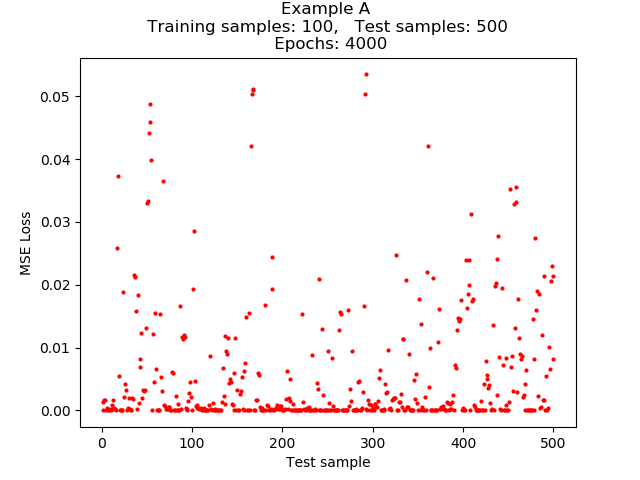 Example A
Training samples: 100,   Test samples: 500
Epochs: 4000
0.05
0.04
0.03
0.02
0.01
0.00
MSE Loss
0
100
200
300
400
500
Test sample